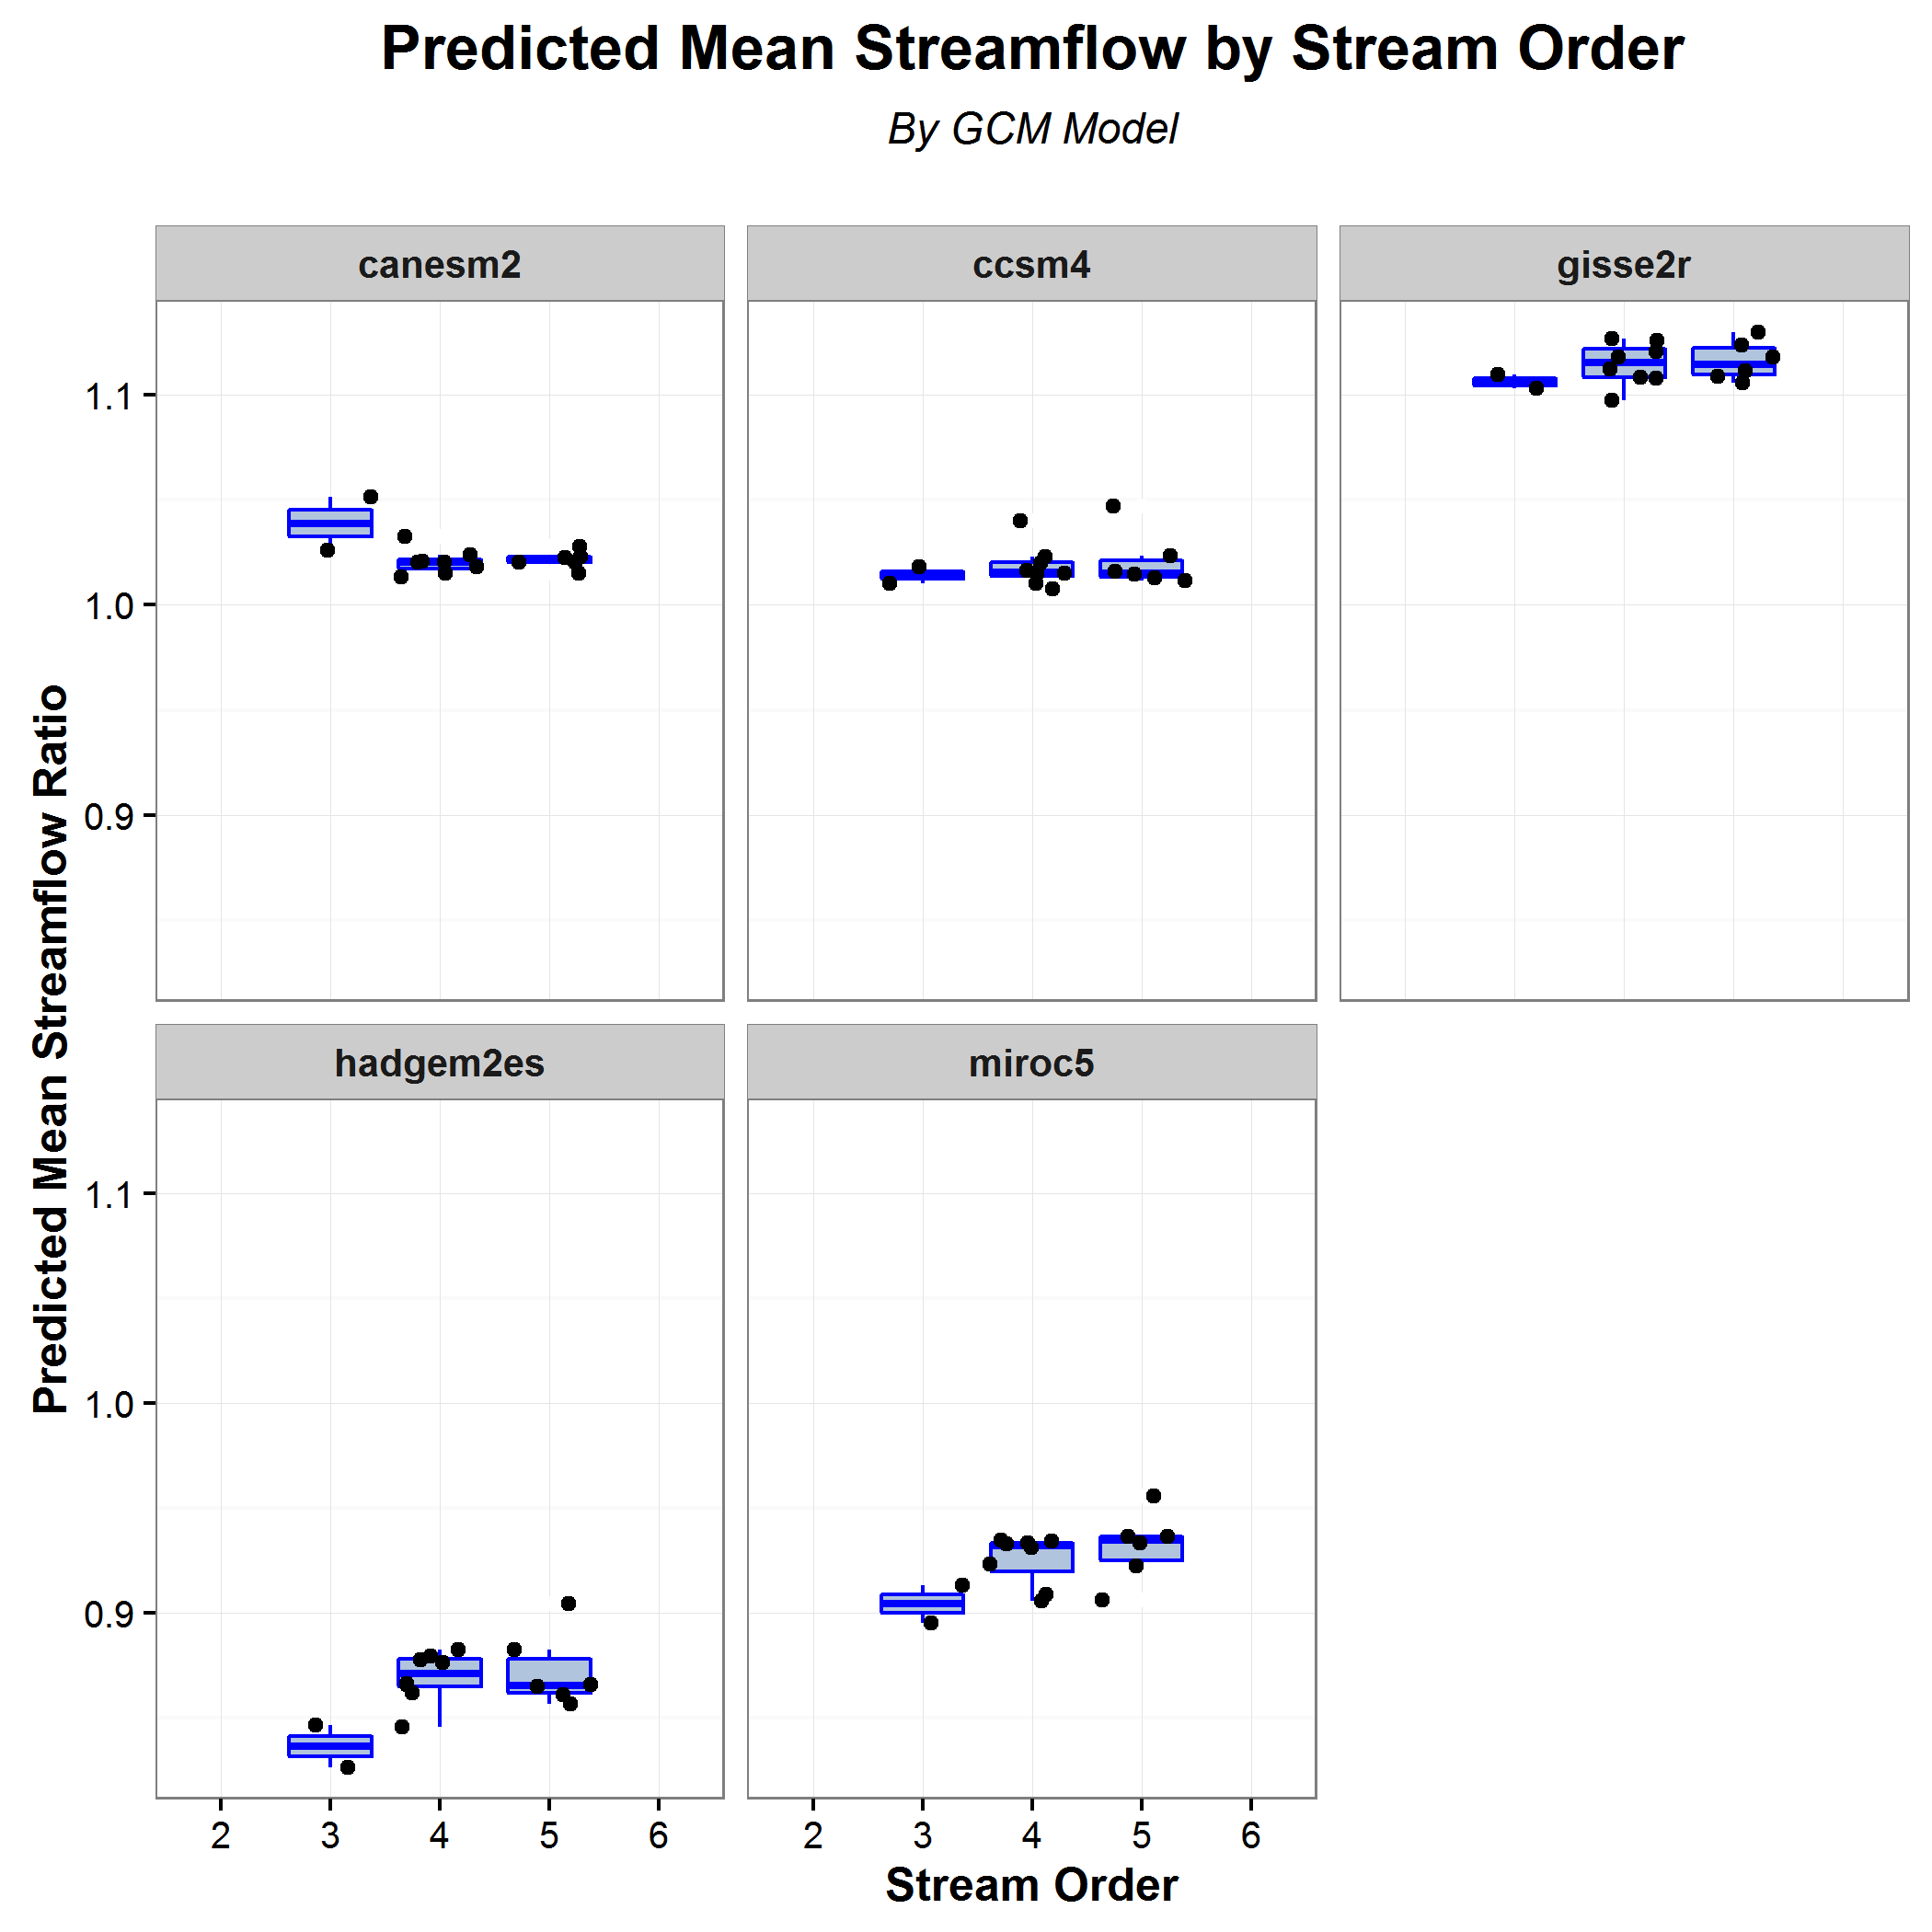 Predicted Mean Streamflow by Stream Order
By GCM Model
canesm2
ccsm4
gisse2r
1.1
1.0
0.9
Predicted Mean Streamflow Ratio
hadgem2es
miroc5
1.1
1.0
0.9
2 3 4 5 6
2 3 4 5 6
Stream Order